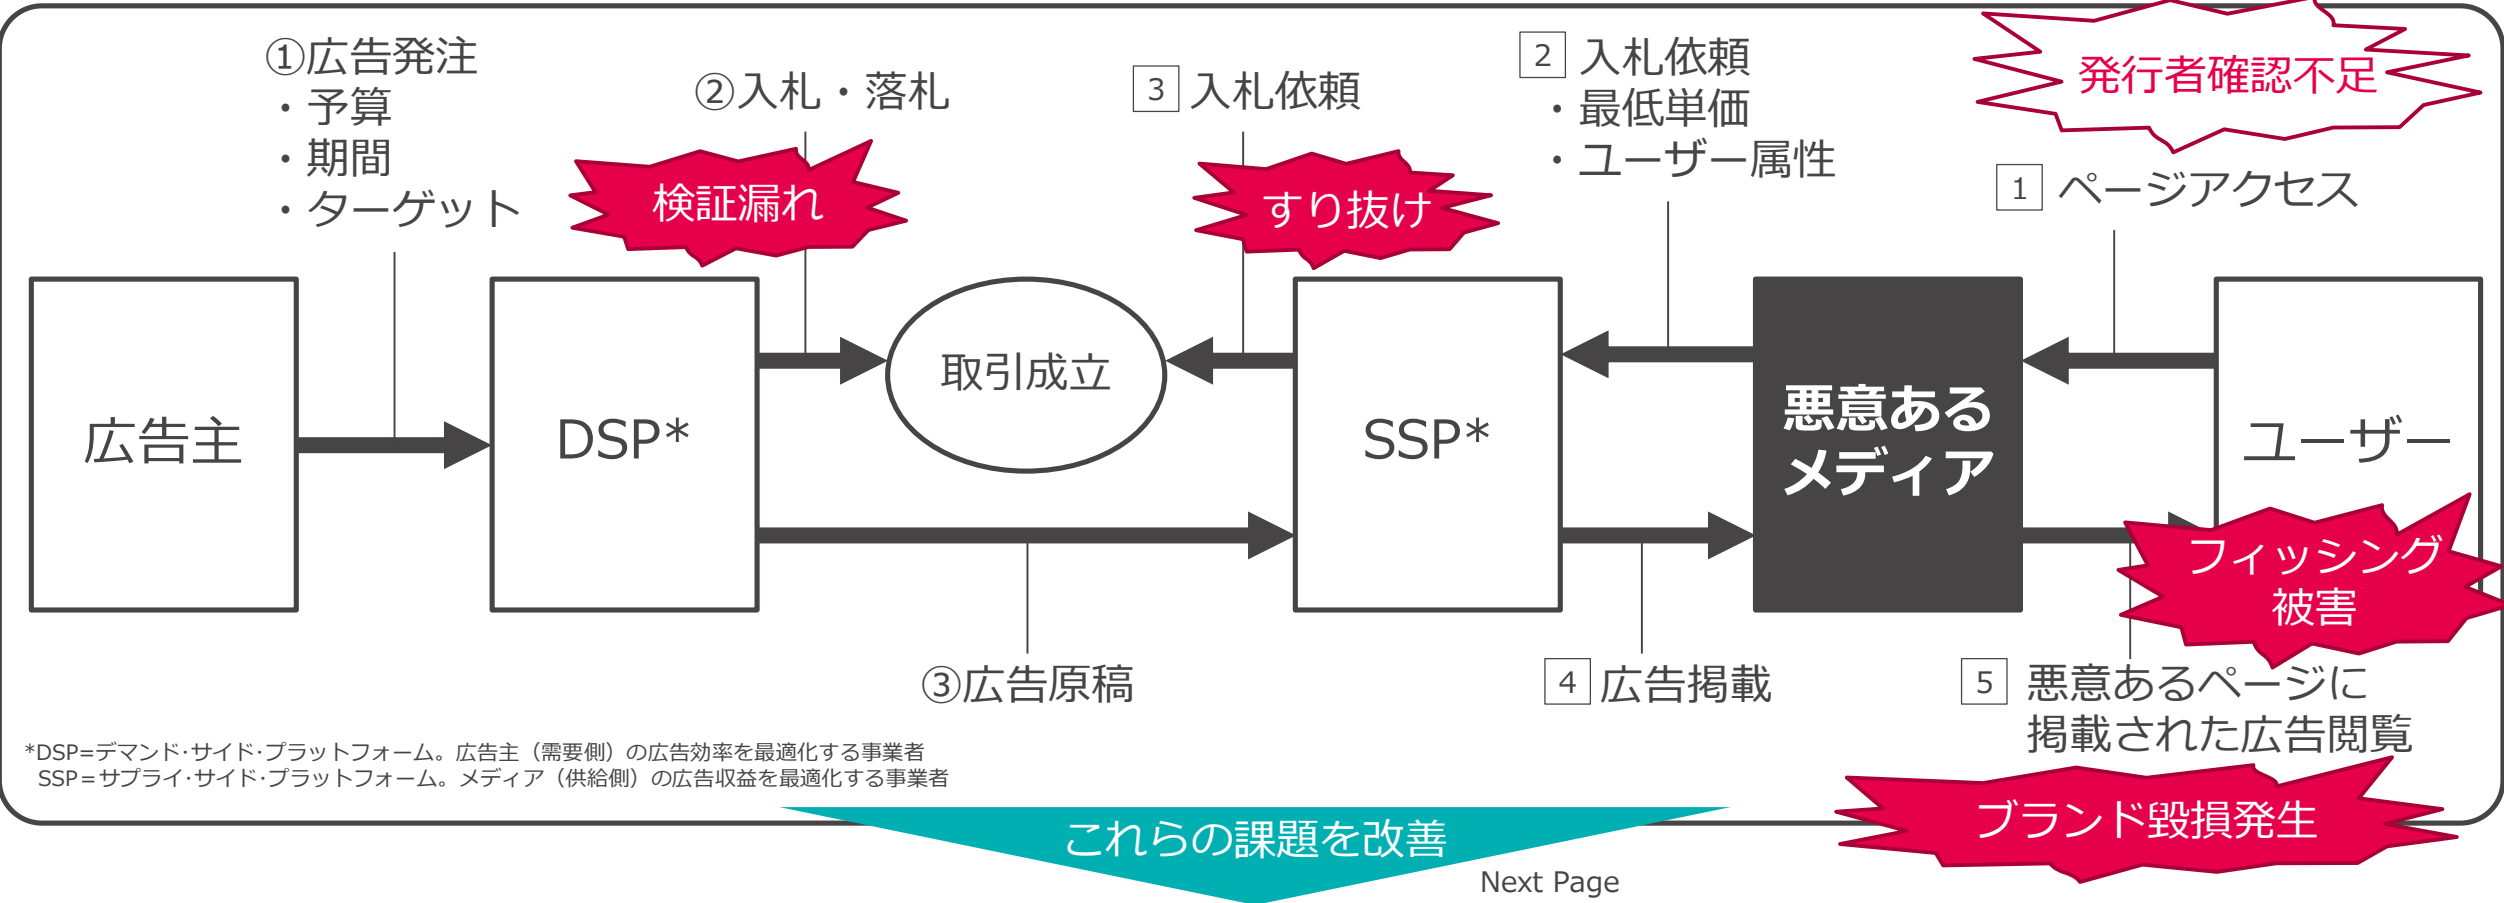 ①広告発注
・予算
・期間
・ターゲット
②入札・落札
3 入札依頼
2 入札依頼
・最低単価
・ユーザー属性
発行者確認不足
1 ページアクセス
検証漏れ
すり抜け
広告主
DSP*
取引成立
SSP*
悪意ある
メディア
ユーザー
フィッシング
被害
③広告原稿
4 広告掲載
5 悪意あるページに
掲載された広告閲覧
*DSP=デマンド･サイド･プラットフォーム。広告主（需要側）の広告効率を最適化する事業者
SSP=サプライ･サイド･プラットフォーム。メディア（供給側）の広告収益を最適化する事業者
ブランド毀損発生
これらの課題を改善
Next Page